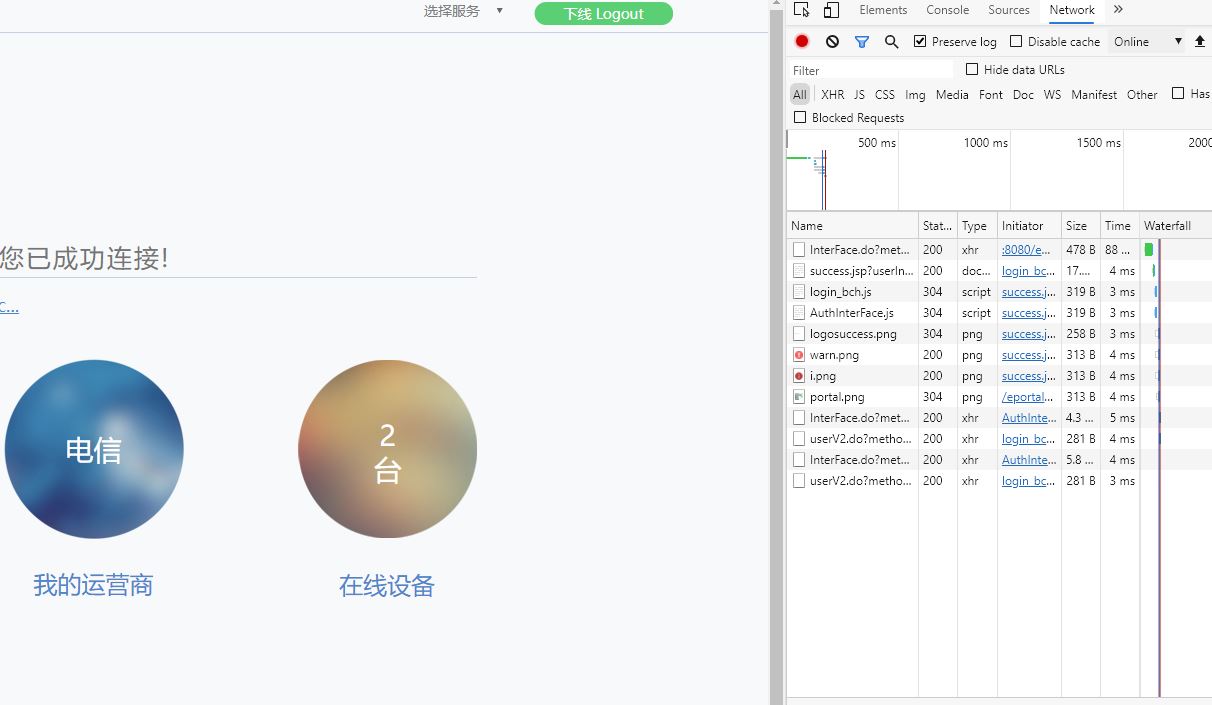 选择服务 ▼ 下线 Logout
您已成功连接!
c...
电信
2
台
我的运营商 在线设备
Elements Console Sources Network »
Preserve log Disable cache Online ▼
Filter Hide data URLs
All XHR JS CSS Img Media Font Doc WS Manifest Other Has
Blocked Requests
500 ms 1000 ms 1500 ms 2000
Name Stat... Type Initiator Size Time Waterfall
InterFace.do?met... 200 xhr :8080/e... 478 B 88 ...
success.jsp?userIn... 200 doc... login_bc... 17.... 4 ms
login_bch.js 304 script success.j... 319 B 3 ms
AuthInterFace.js 304 script success.j... 319 B 3 ms
logosuccess.png 304 png success.j... 258 B 3 ms
warn.png 200 png success.j... 313 B 4 ms
i.png 200 png success.j... 313 B 4 ms
portal.png 304 png /eportal... 313 B 4 ms
InterFace.do?met... 200 xhr AuthInte... 4.3 ... 5 ms
userV2.do?metho... 200 xhr login_bc... 281 B 4 ms
InterFace.do?met... 200 xhr AuthInte... 5.8 ... 4 ms
userV2.do?metho... 200 xhr login_bc... 281 B 3 ms